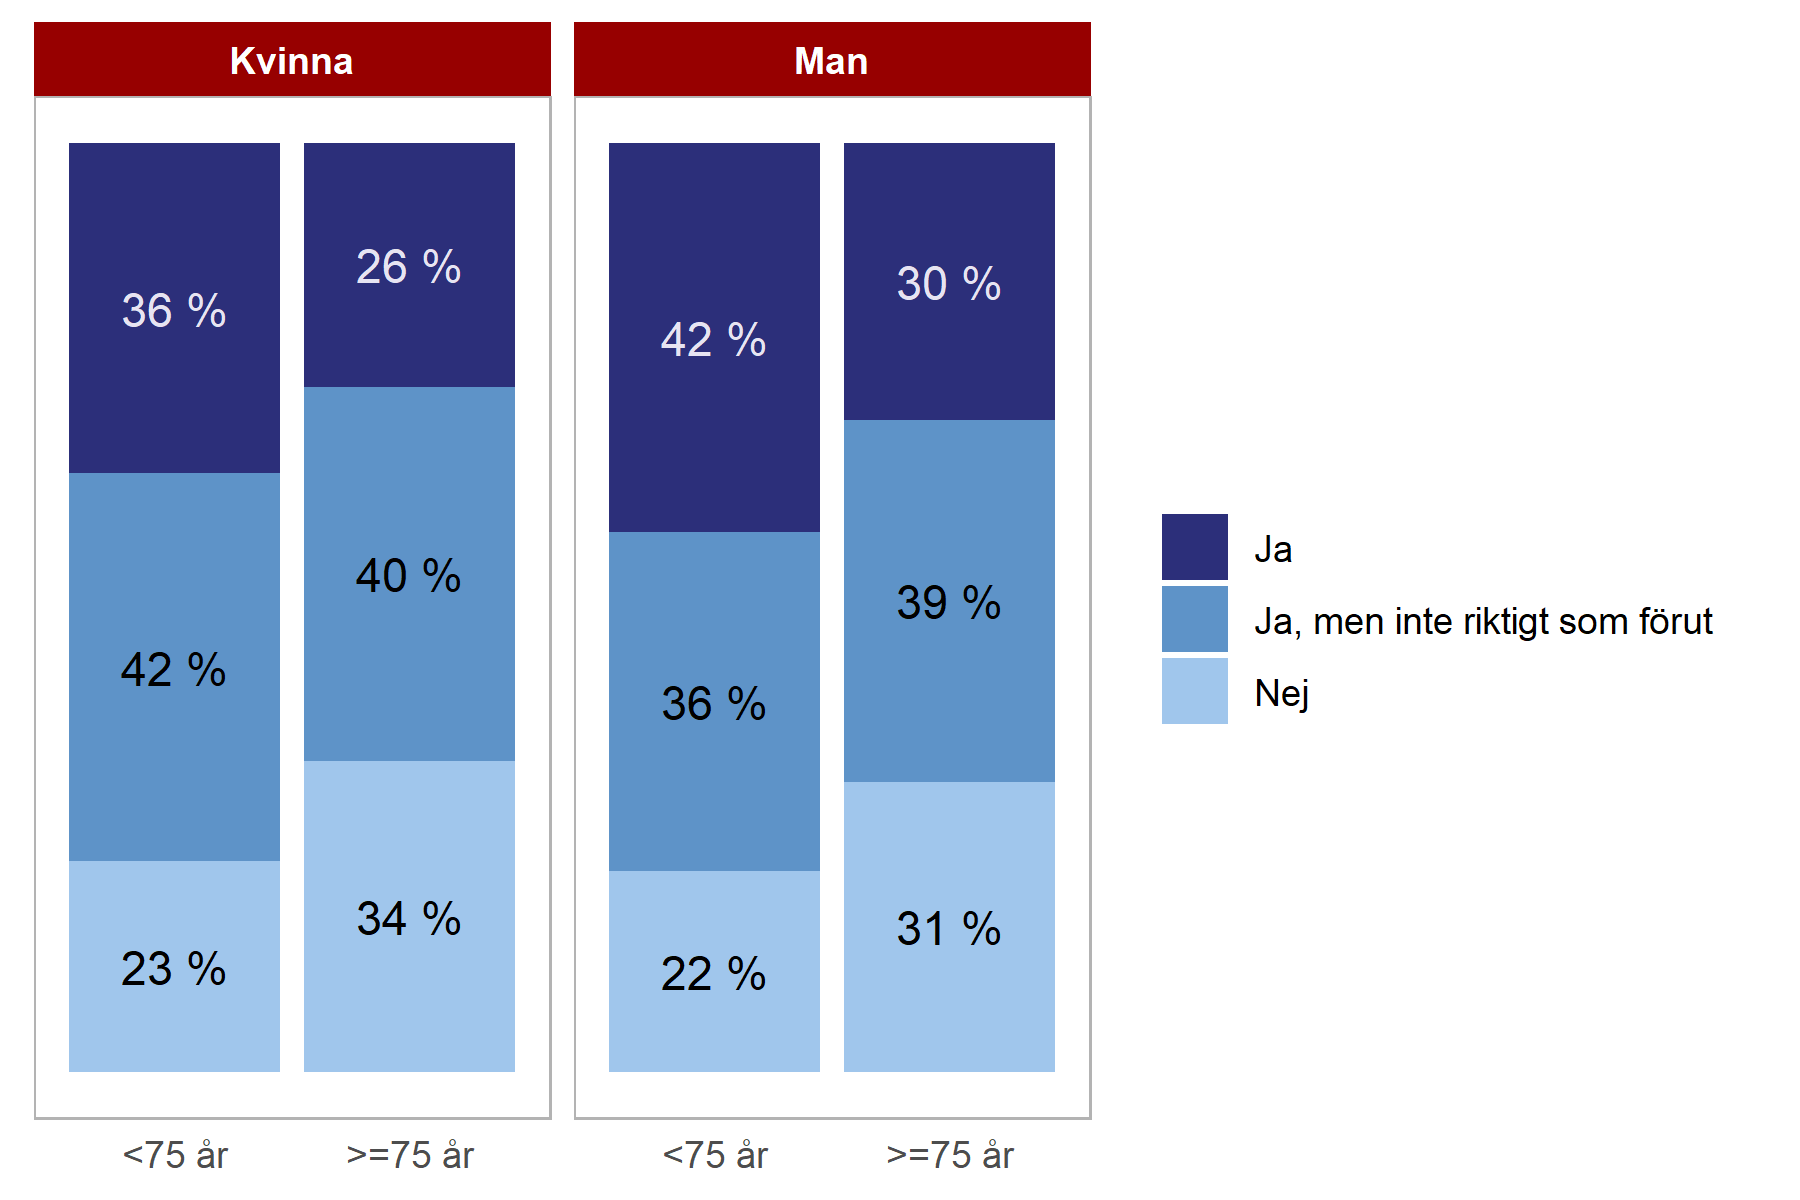 Kvinna
Man
36 %
26 %
42 %
30 %
42 %
40 %
36 %
39 %
23 %
34 %
22 %
31 %
<75 år
>=75 år
<75 år
>=75 år
Ja
Ja, men inte riktigt som förut
Nej